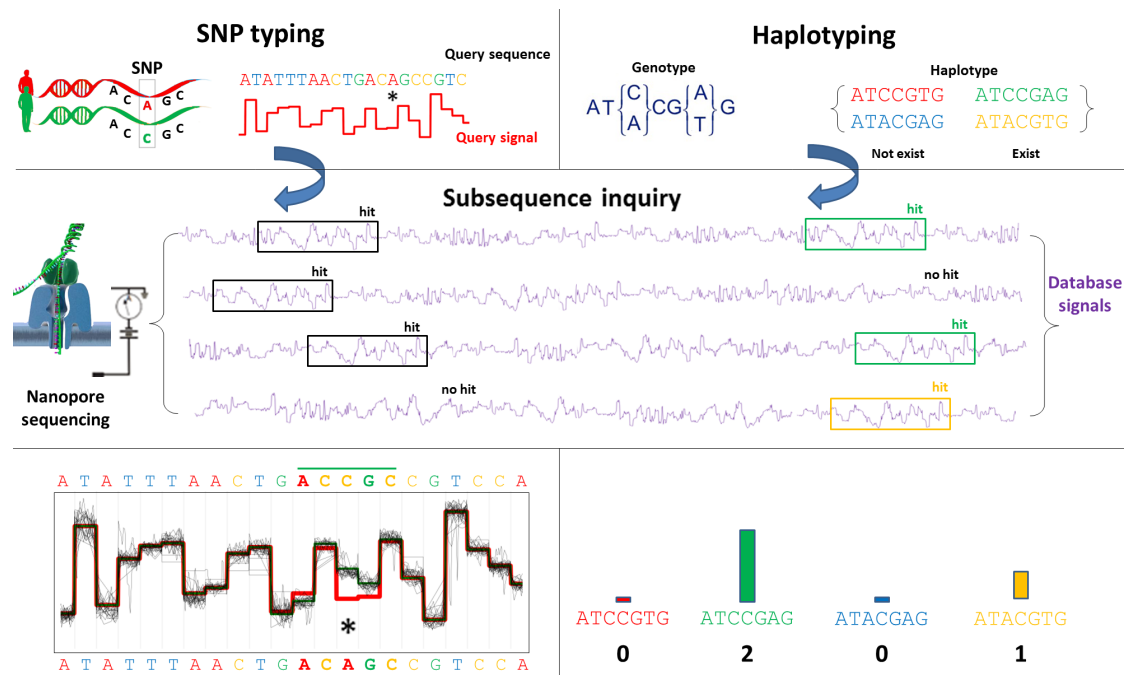 SNP typing
SNP
A C A G C
A C C G C
Query sequence
ATATTTAACTGACAGCCGTC
*
Query signal
Haplotyping
Genotype
AT{C/A}CG{A/T}G
Haplotype
ATCCGTG ATCCGAG
ATACGAG ATACGTG
Not exist Exist
Subsequence inquiry
hit hit
hit no hit
hit hit
no hit hit
Database
signals
Nanopore
sequencing
A T A T T T A A C T G A C C G C C G T C C A
*
A T A T T T A A C T G A C A G C C G T C C A
ATCCGTG ATCCGAG ATACGAG ATACGTG
0 2 0 1